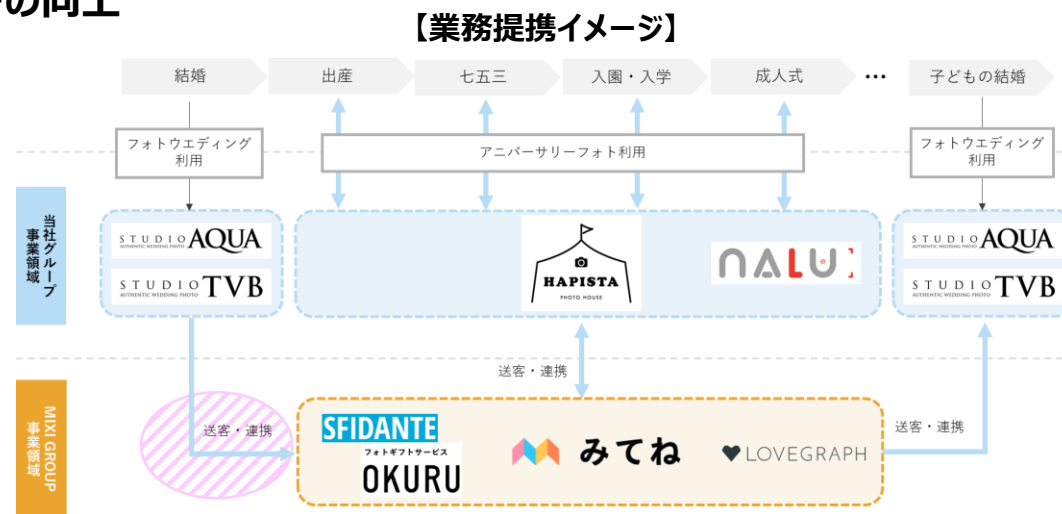 の向上
【業務提携イメージ】
結婚
出産
七五三
入園・入学
成人式
…
子どもの結婚
フォトウエディング
利用
アニバーサリーフォト利用
フォトウエディング
利用
当社グループ
事業領域
STUDIO AQUA
AUTHENTIC WEDDING PHOTO
STUDIO TVB
AUTHENTIC WEDDING PHOTO
HAPISTA
PHOTO HOUSE
NALU
STUDIO AQUA
AUTHENTIC WEDDING PHOTO
STUDIO TVB
AUTHENTIC WEDDING PHOTO
送客・連携
MIXI GROUP
事業領域
送客・連携
SFIDANTE
フォトギフトサービス
OKURU
みてね
LOVEGRAPH
送客・連携